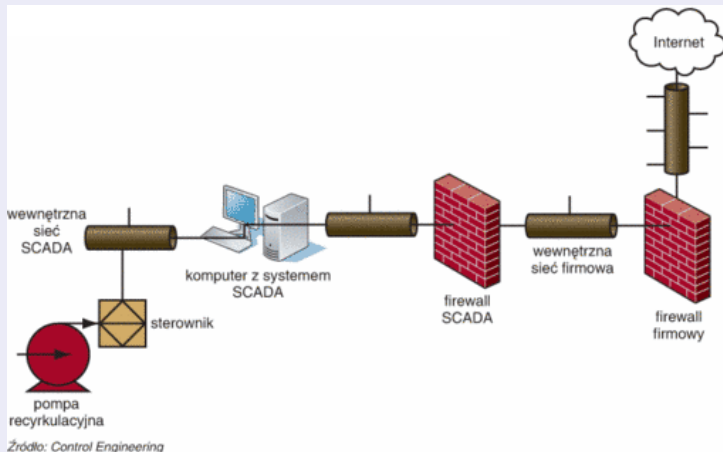 Internet
wewnętrzna
sieć
SCADA
komputer z systemem
SCADA
wewnętrzna
sieć firmowa
firewall
SCADA
firewall
firmowy
sterownik
pompa
recyrkulacyjna
Źródło: Control Engineering